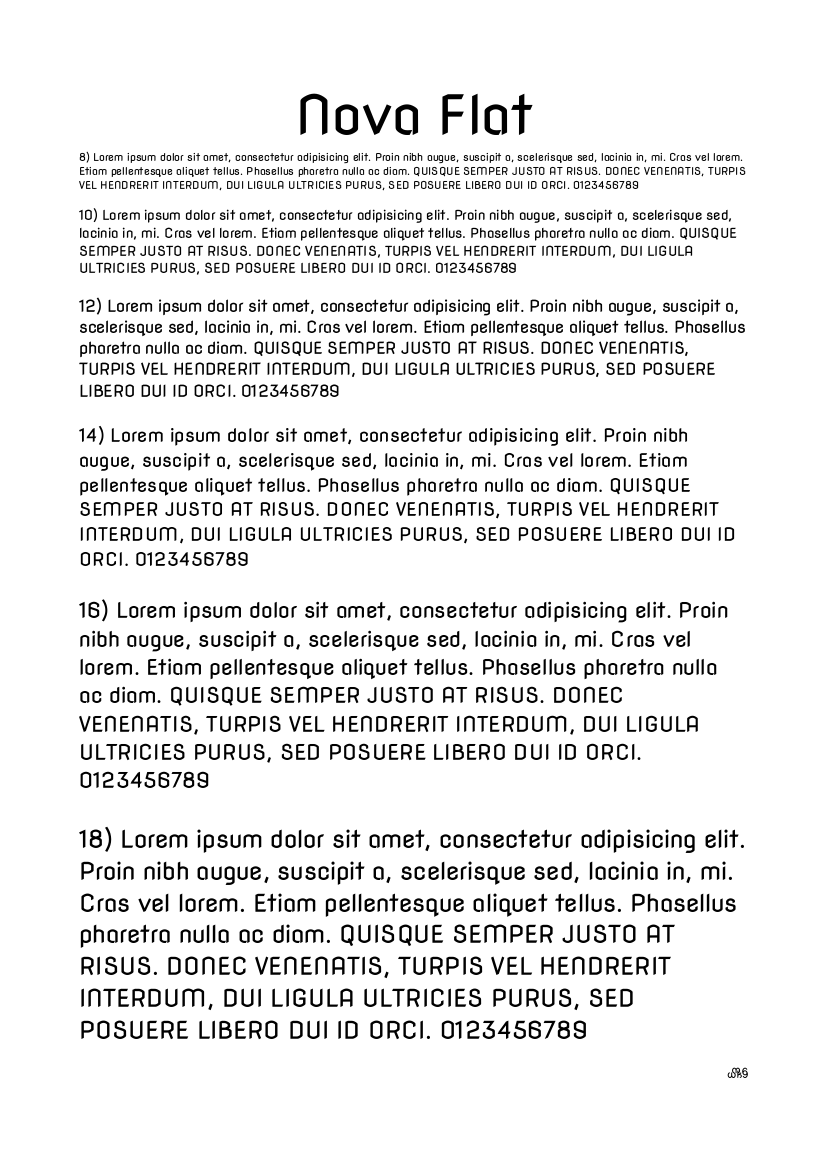 Nova Flat
8) Lorem ipsum dolor sit amet, consectetur adipisicing elit. Proin nibh augue, suscipit a, scelerisque sed, lacinia in, mi. Cras vel lorem.
Etiam pellentesque aliquet tellus. Phasellus pharetra nulla ac diam. QUISQUE SEMPER JUSTO AT RISUS. DONEC VENENATIS, TURPIS
VEL HENDRERIT INTERDUM, DUI LIGULA ULTRICIES PURUS, SED POSUERE LIBERO DUI ID ORCI. 0123456789
10) Lorem ipsum dolor sit amet, consectetur adipisicing elit. Proin nibh augue, suscipit a, scelerisque sed,
lacinia in, mi. Cras vel lorem. Etiam pellentesque aliquet tellus. Phasellus pharetra nulla ac diam. QUISQUE
SEMPER JUSTO AT RISUS. DONEC VENENATIS, TURPIS VEL HENDRERIT INTERDUM, DUI LIGULA
ULTRICIES PURUS, SED POSUERE LIBERO DUI ID ORCI. 0123456789
12) Lorem ipsum dolor sit amet, consectetur adipisicing elit. Proin nibh augue, suscipit a,
scelerisque sed, lacinia in, mi. Cras vel lorem. Etiam pellentesque aliquet tellus. Phasellus
pharetra nulla ac diam. QUISQUE SEMPER JUSTO AT RISUS. DONEC VENENATIS,
TURPIS VEL HENDRERIT INTERDUM, DUI LIGULA ULTRICIES PURUS, SED POSUERE
LIBERO DUI ID ORCI. 0123456789
14) Lorem ipsum dolor sit amet, consectetur adipisicing elit. Proin nibh
augue, suscipit a, scelerisque sed, lacinia in, mi. Cras vel lorem. Etiam
pellentesque aliquet tellus. Phasellus pharetra nulla ac diam. QUISQUE
SEMPER JUSTO AT RISUS. DONEC VENENATIS, TURPIS VEL HENDRERIT
INTERDUM, DUI LIGULA ULTRICIES PURUS, SED POSUERE LIBERO DUI ID
ORCI. 0123456789
16) Lorem ipsum dolor sit amet, consectetur adipisicing elit. Proin
nibh augue, suscipit a, scelerisque sed, lacinia in, mi. Cras vel
lorem. Etiam pellentesque aliquet tellus. Phasellus pharetra nulla
ac diam. QUISQUE SEMPER JUSTO AT RISUS. DONEC
VENENATIS, TURPIS VEL HENDRERIT INTERDUM, DUI LIGULA
ULTRICIES PURUS, SED POSUERE LIBERO DUI ID ORCI.
0123456789
18) Lorem ipsum dolor sit amet, consectetur adipisicing elit.
Proin nibh augue, suscipit a, scelerisque sed, lacinia in, mi.
Cras vel lorem. Etiam pellentesque aliquet tellus. Phasellus
pharetra nulla ac diam. QUISQUE SEMPER JUSTO AT
RISUS. DONEC VENENATIS, TURPIS VEL HENDRERIT
INTERDUM, DUI LIGULA ULTRICIES PURUS, SED
POSUERE LIBERO DUI ID ORCI. 0123456789